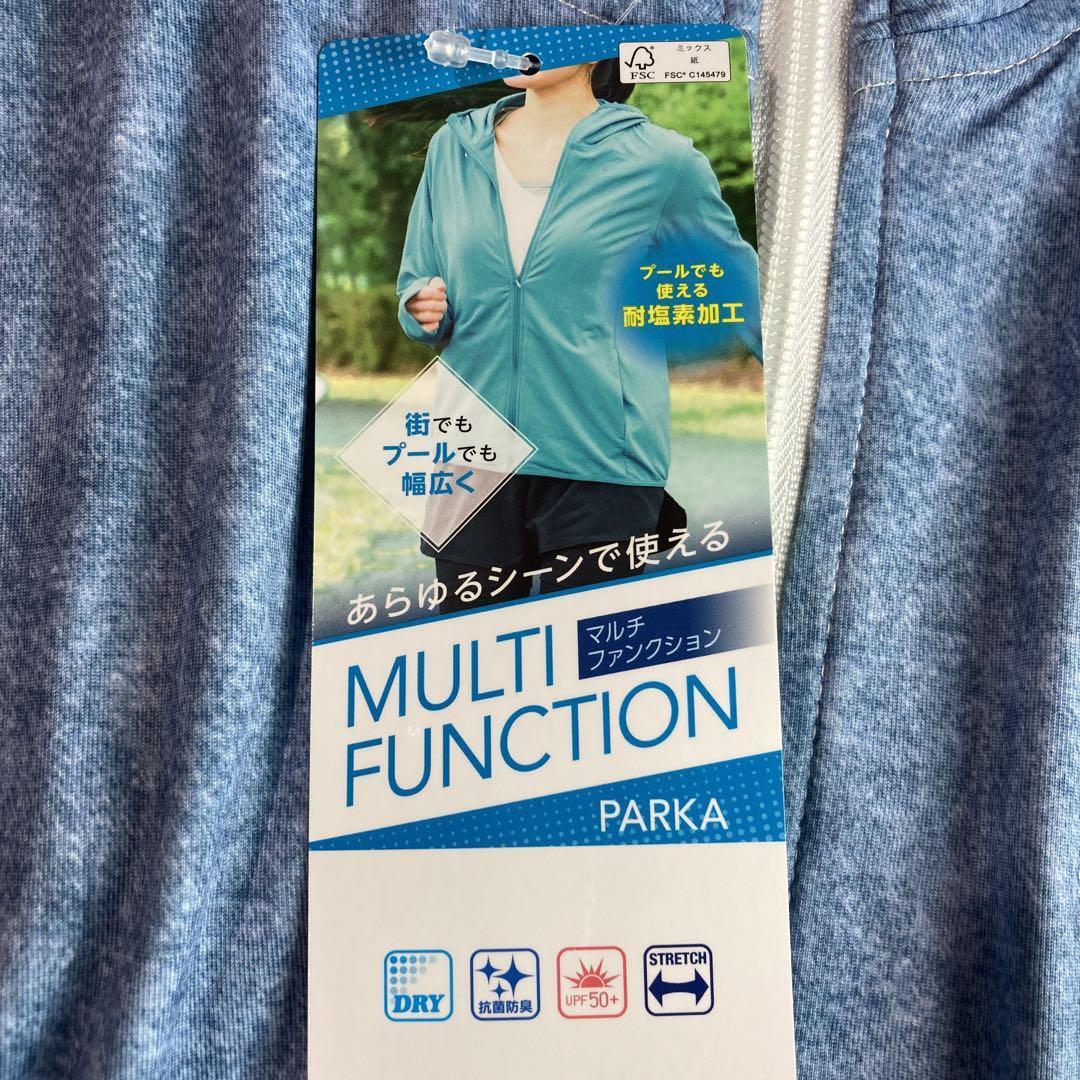 ミックス
紙
FSC
FSC® C145479
プールでも
使える
耐塩素加工
街でも
プールでも
幅広く
あらゆるシーンで使える
MULTI
マルチ
ファンクション
FUNCTION
PARKA
DRY
抗菌防臭
UPF50+
STRETCH